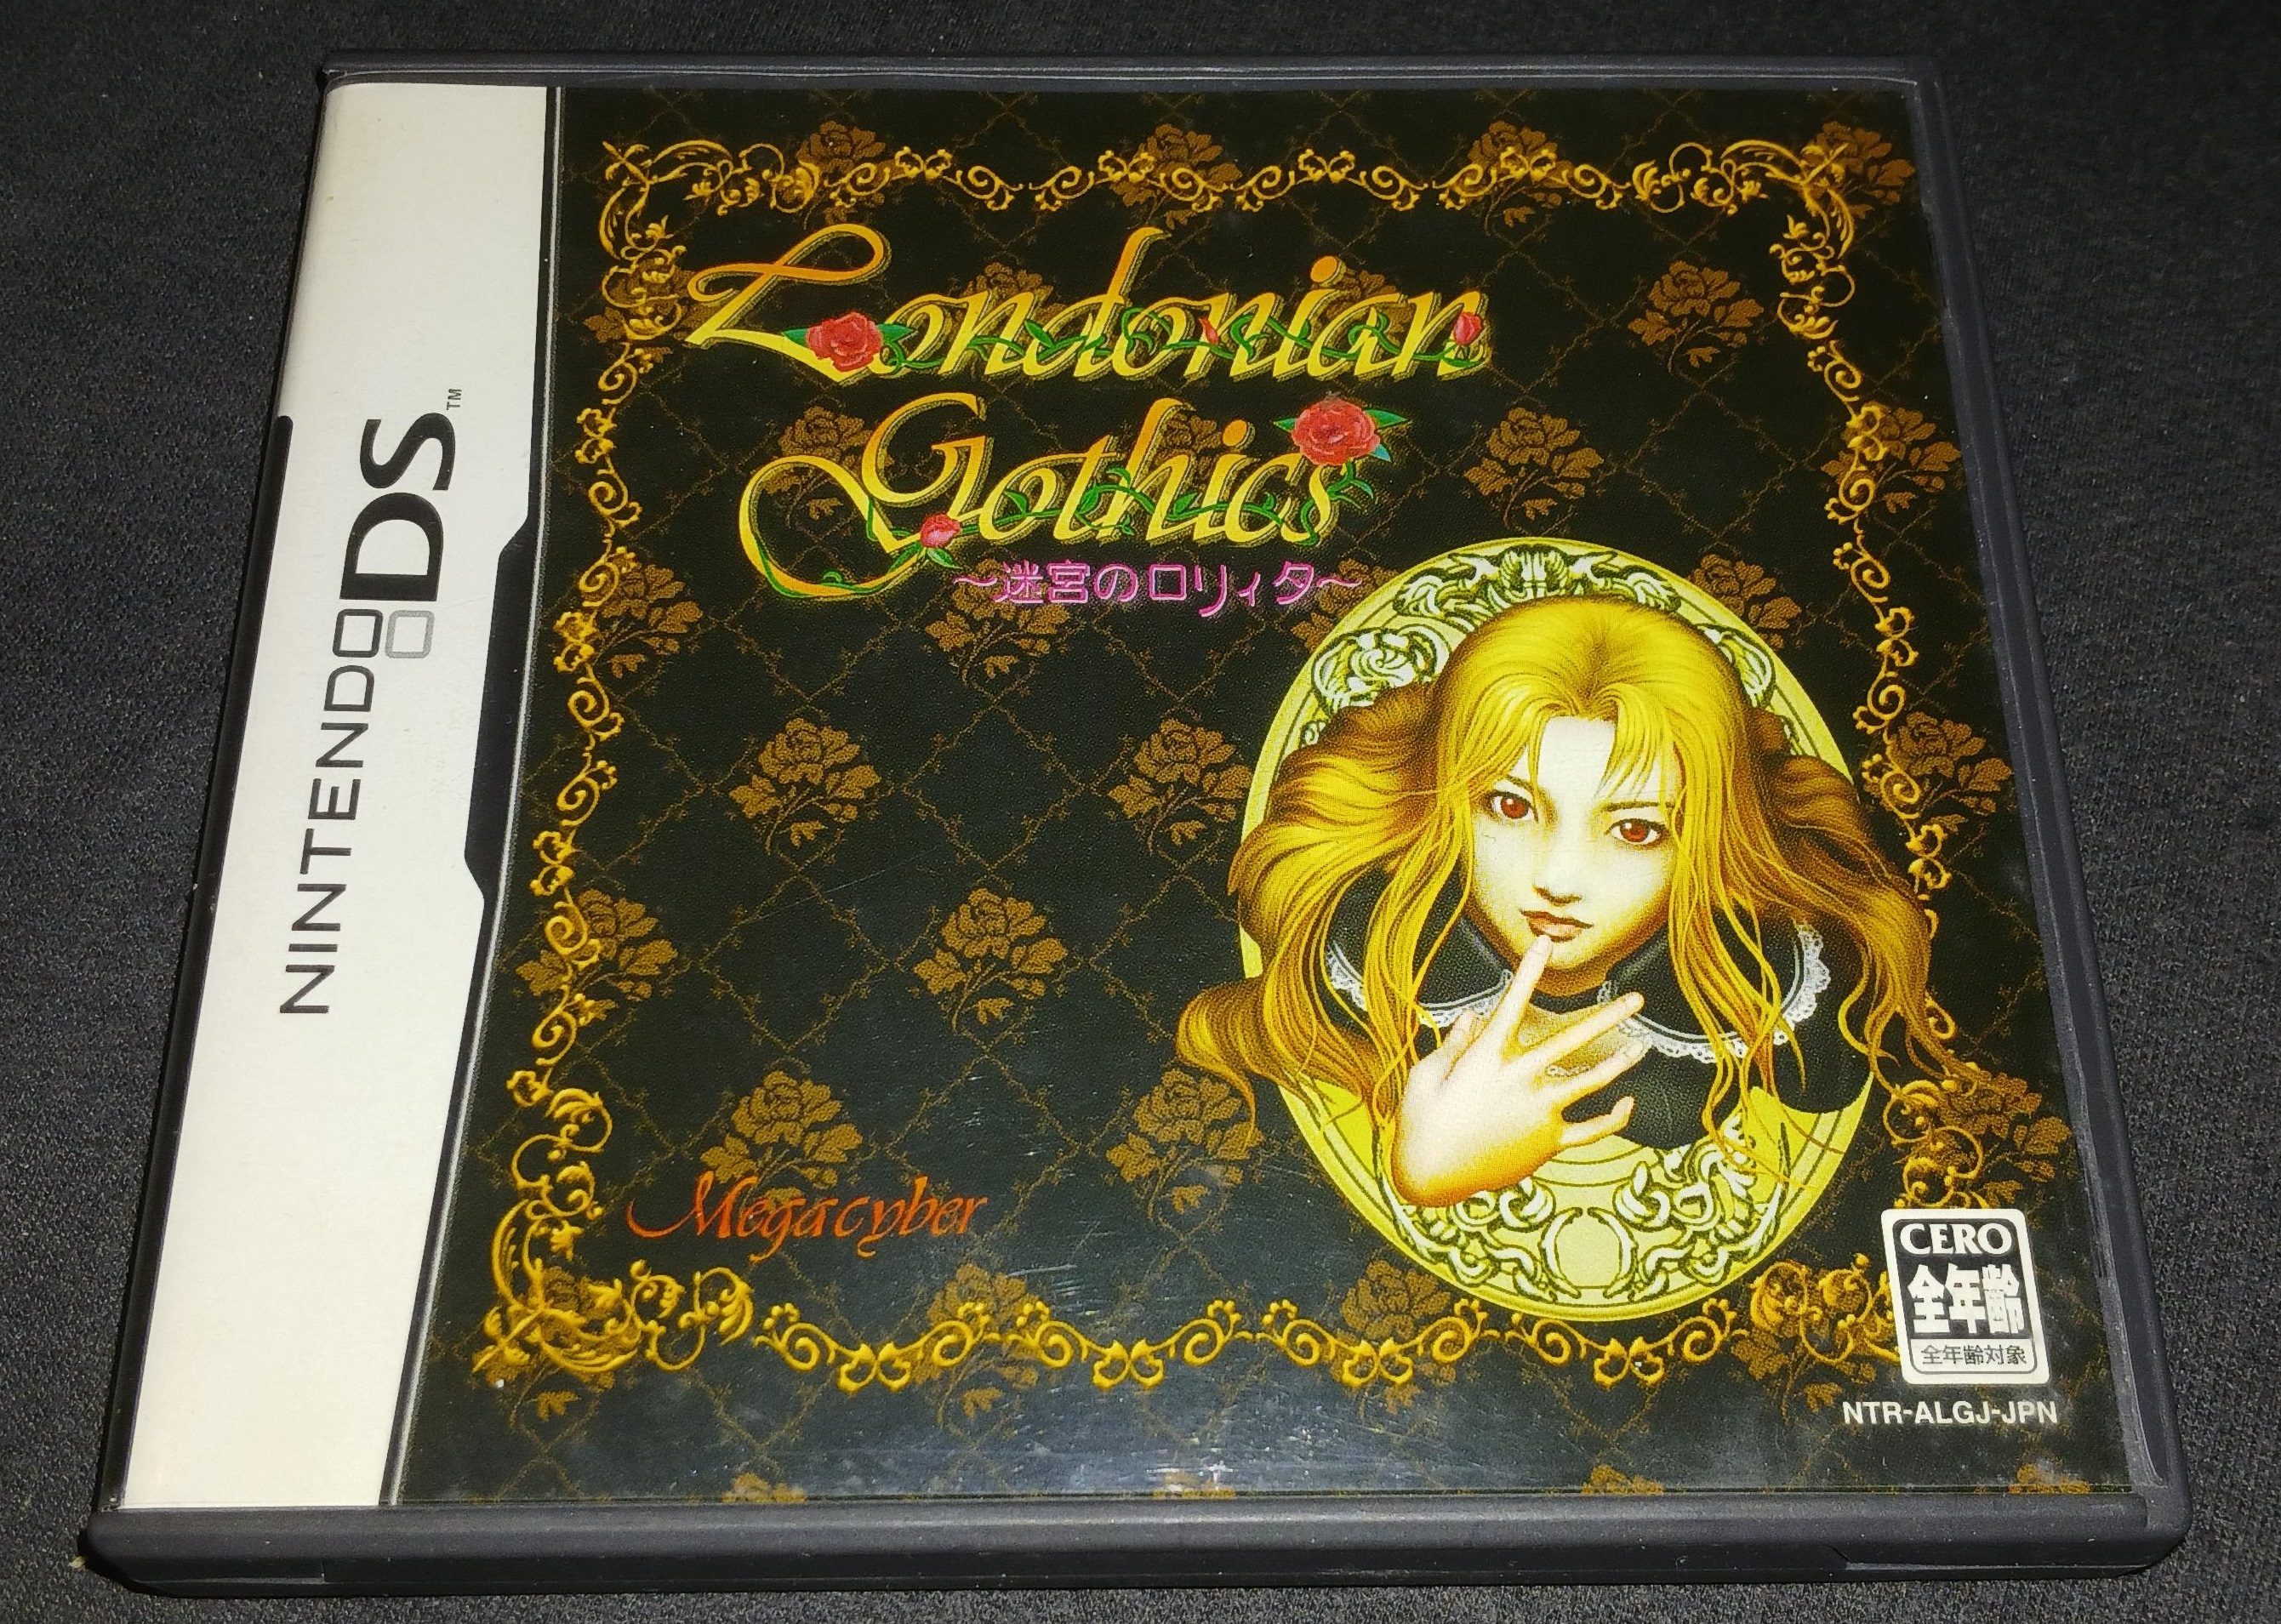 NINTENDO DS™
Londonian
Gothics
～迷宮のロリィタ～
Megacyber
CERO
全年齢
全年齢対象
NTR-ALGJ-JPN